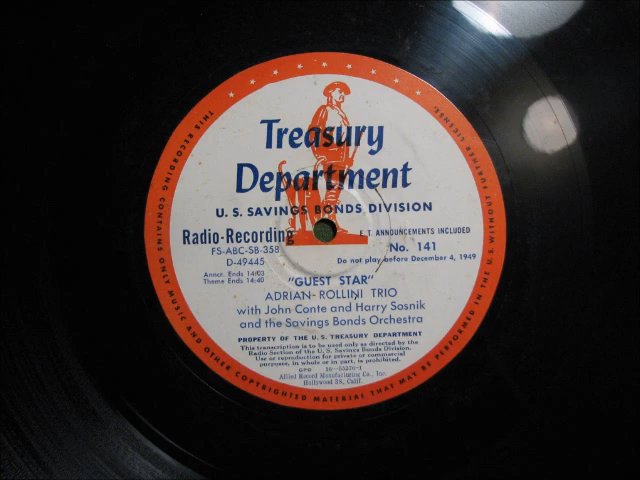 THIS RECORDING CONTAINS ONLY MUSIC AND OTHER COPYRIGHTED MATERIAL THAT MAY BE PERFORMED IN THE U.S. WITHOUT FURTHER LICENSE.
Treasury
Department
U. S. SAVINGS BONDS DIVISION
Radio-Recording
E. T. ANNOUNCEMENTS INCLUDED
FS-ABC-SB-358
No. 141
D-49445
Do not play before December 4, 1949
Anncr. Ends 14:03
Theme Ends 14:40
"GUEST STAR"
ADRIAN-ROLLINI TRIO
with John Conte and Harry Sosnik
and the Savings Bonds Orchestra
PROPERTY OF THE U. S. TREASURY DEPARTMENT
This transcription is to be used only as directed by the
Radio Section of the U. S. Savings Bonds Division.
Use or reproduction for private or commercial
purposes, in whole or in part, is prohibited.
GPO
Allied Record Manufacturing Co., Inc.
Hollywood 38, Calif.